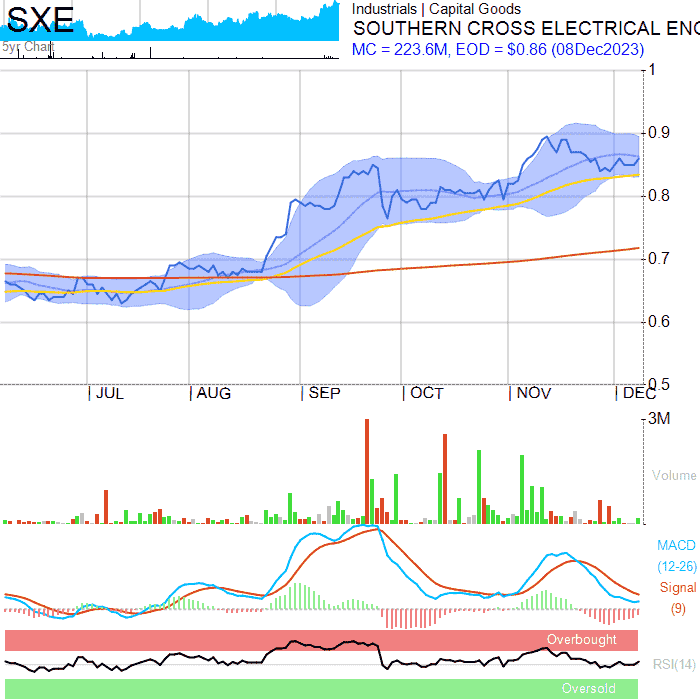 SXE
5yr Chart
Industrials | Capital Goods
SOUTHERN CROSS ELECTRICAL ENG
MC = 223.6M, EOD = $0.86 (08Dec2023)
1
0.9
0.8
0.7
0.6
0.5
JUL AUG SEP OCT NOV DEC
3M
Volume
MACD
(12-26)
Signal
(9)
Overbought
RSI(14)
Oversold